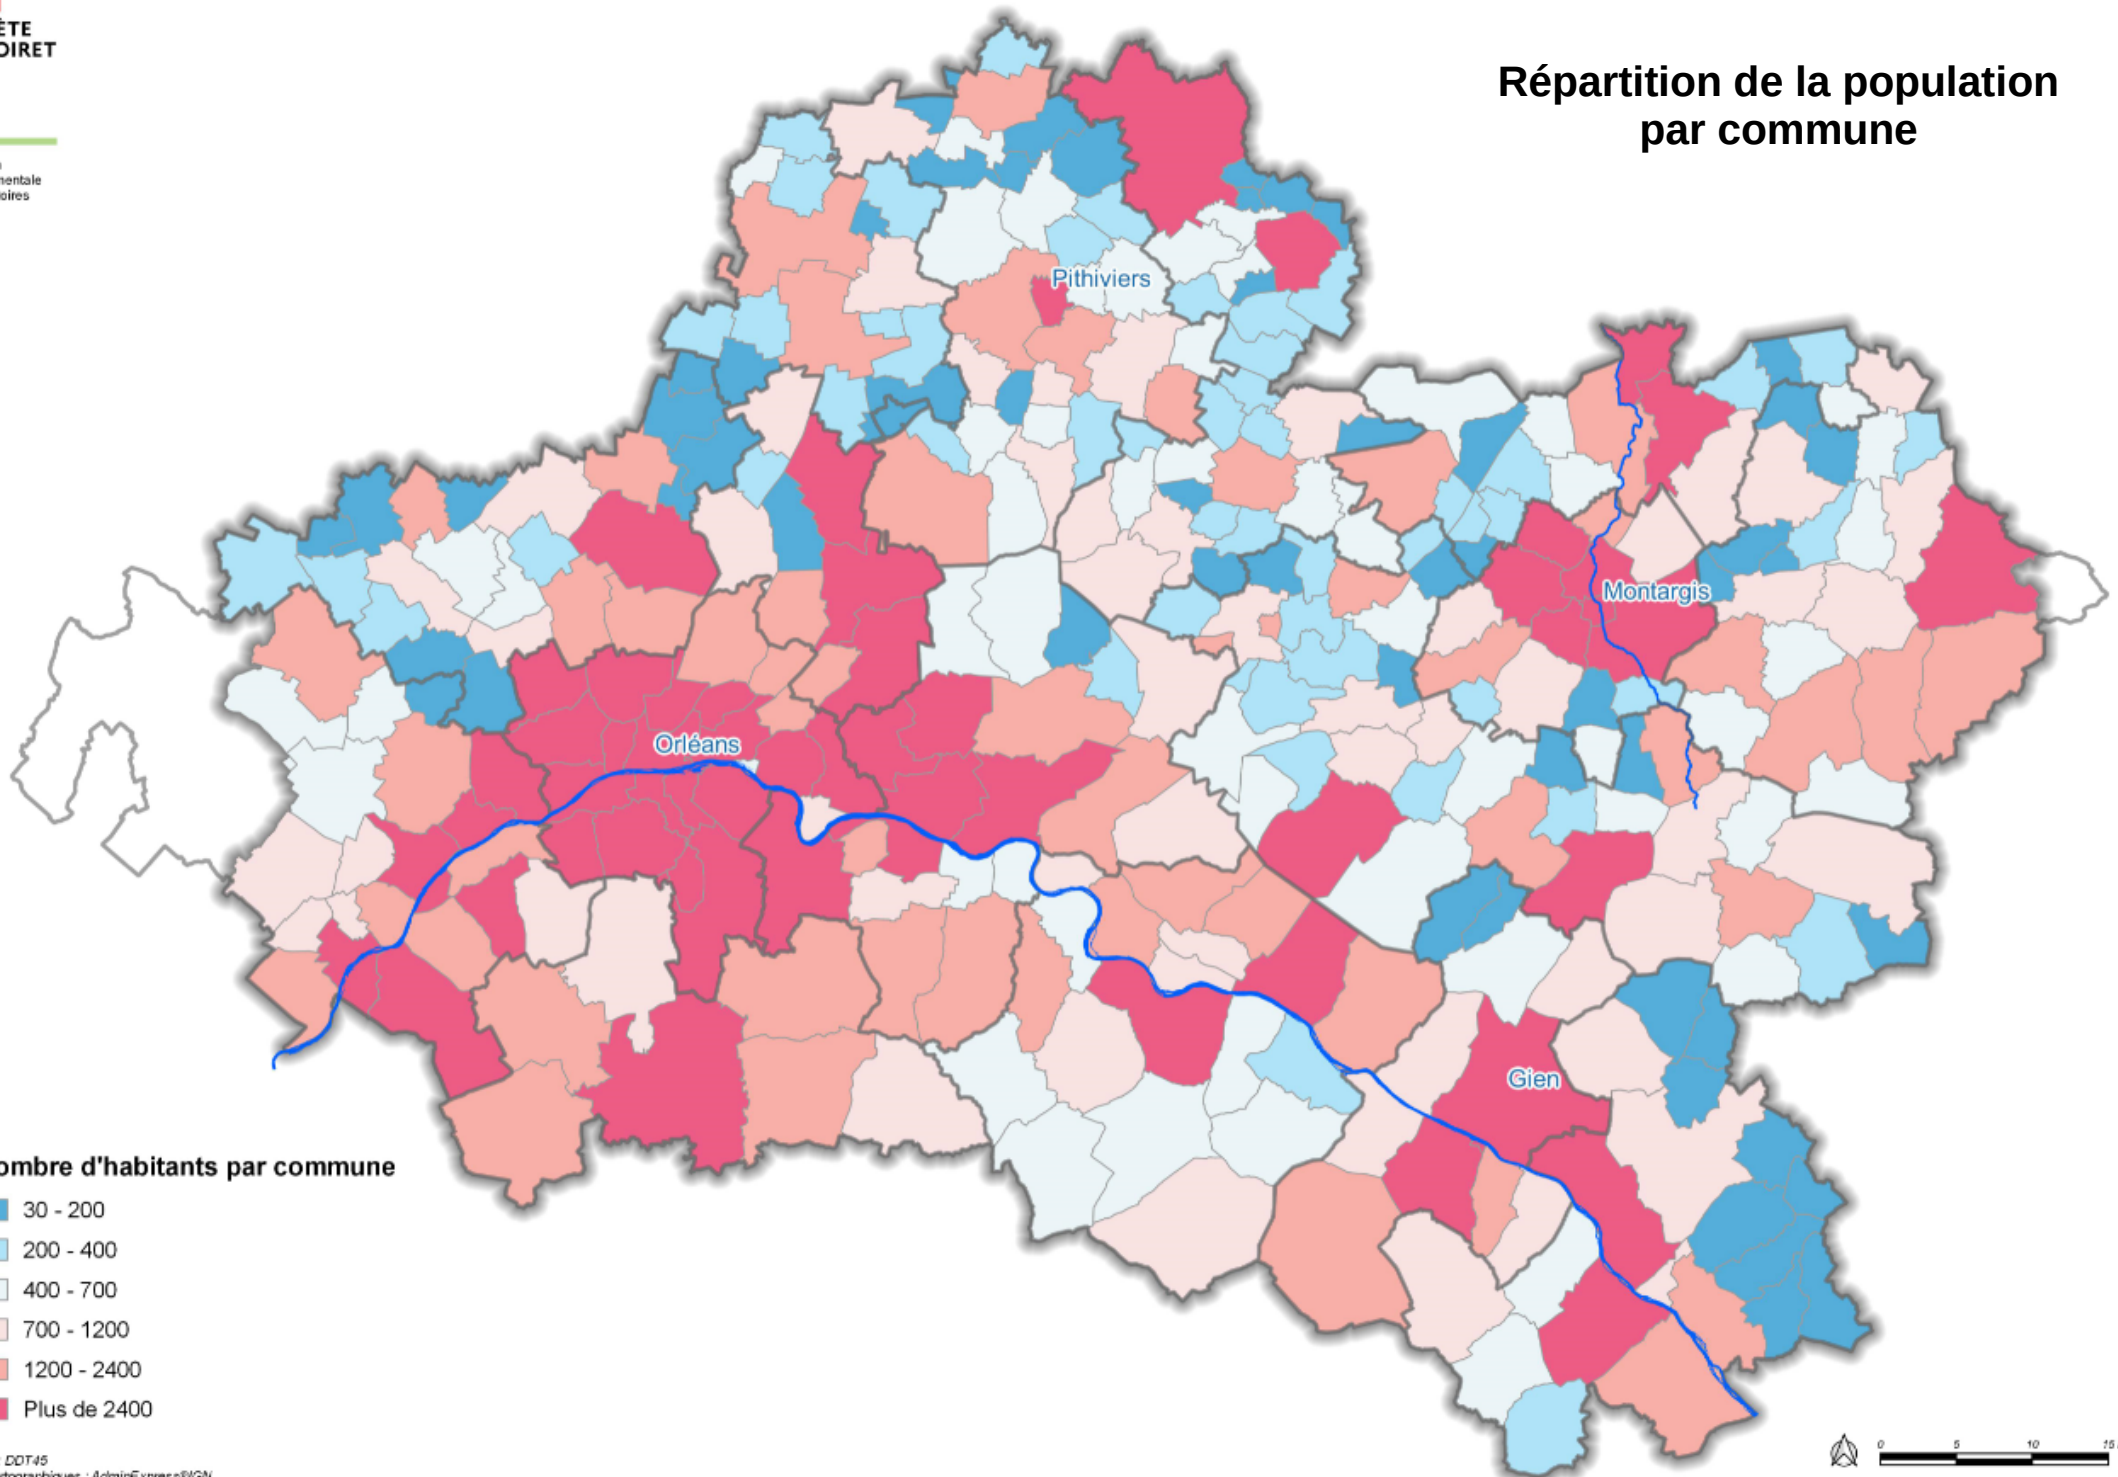 OIRET
Répartition de la population
par commune
Pithiviers
Montargis
Orléans
Gien
ombre d'habitants par commune
30 - 200
200 - 400
400 - 700
700 - 1200
1200 - 2400
Plus de 2400
0 5 10 15
DDT45